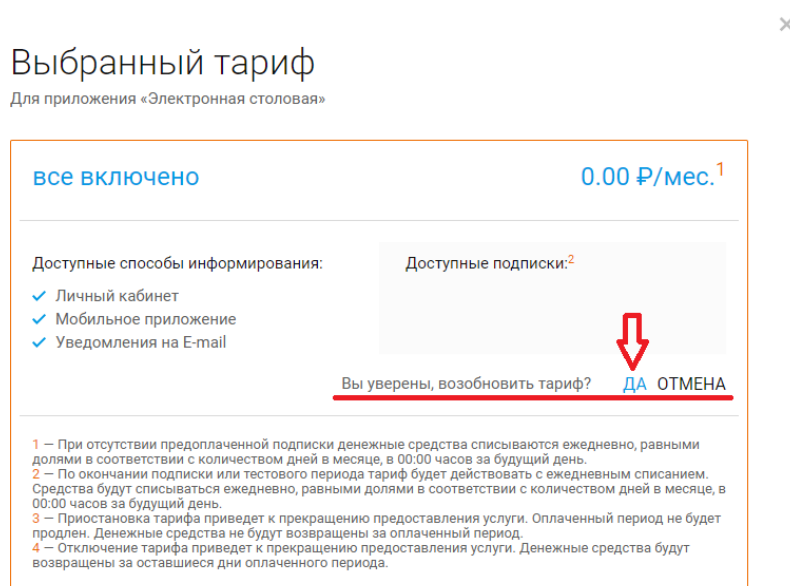 Выбранный тариф
Для приложения «Электронная столовая»
все включено
0.00 ₽/мес.1
Доступные способы информирования:
Личный кабинет
Мобильное приложение
Уведомления на E-mail
Доступные подписки:2
Вы уверены, возобновить тариф? ДА ОТМЕНА
1 — При отсутствии предоплаченной подписки денежные средства списываются ежедневно, равными
долями в соответствии с количеством дней в месяце, в 00:00 часов за будущий день.
2 — По окончании подписки или тестового периода тариф будет действовать с ежедневным списанием.
Средства будут списываться ежедневно, равными долями в соответствии с количеством дней в месяце, в
00:00 часов за будущий день.
3 — Приостановка тарифа приведет к прекращению предоставления услуги. Оплаченный период не будет
продлен. Денежные средства не будут возвращены за оплаченный период.
4 — Отключение тарифа приведет к прекращению предоставления услуги. Денежные средства будут
возвращены за оставшиеся дни оплаченного периода.